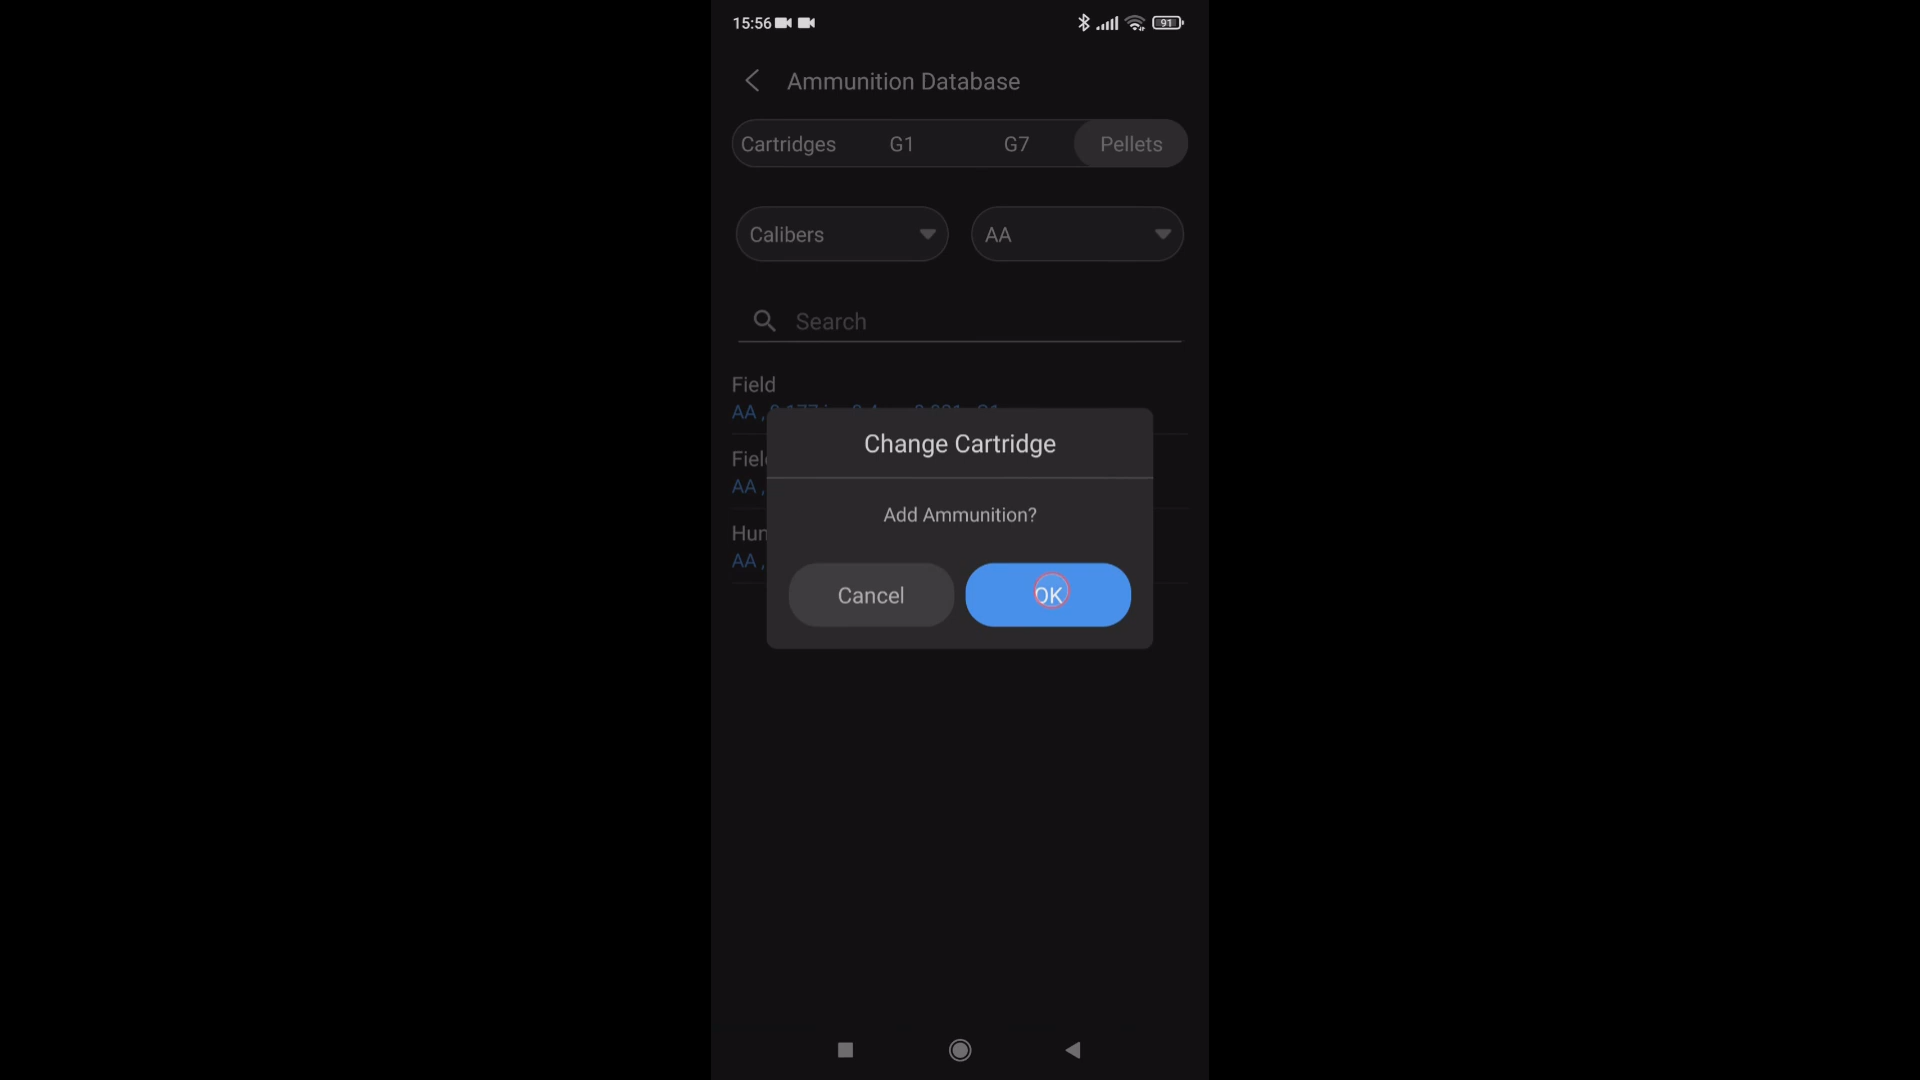 15:56
91
Ammunition Database
Cartridges G1 G7 Pellets
Calibers AA
Search
Field
AA ,
Change Cartridge
AA ,
Add Ammunition?
AA ,
Cancel OK